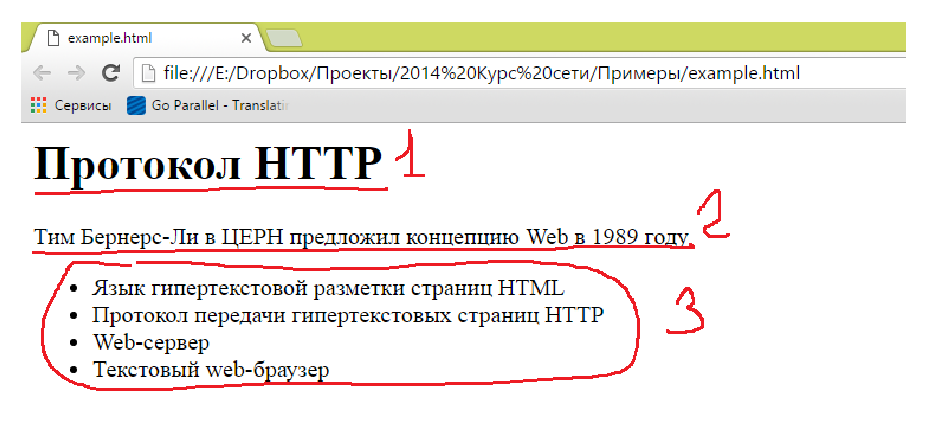 example.html
file:///E:/Dropbox/Проекты/2014%20Курс%20сети/Примеры/example.html
Сервисы Go Parallel - Translatin
Протокол HTTP 1
Тим Бернерс-Ли в ЦЕРН предложил концепцию Web в 1989 году. 2
Язык гипертекстовой разметки страниц HTML
Протокол передачи гипертекстовых страниц HTTP 3
Web-сервер
Текстовый web-браузер